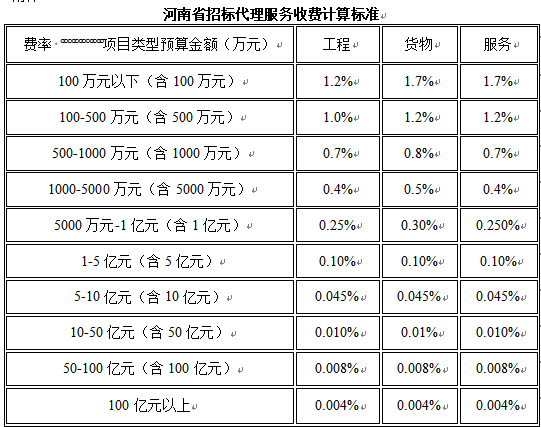 河南省招标代理服务收费计算标准
费率 项目类型预算金额（万元） 工程 货物 服务
100 万元以下（含 100 万元） 1.2% 1.7% 1.7%
100-500 万元（含 500 万元） 1.0% 1.2% 1.2%
500-1000 万元（含 1000 万元） 0.7% 0.8% 0.7%
1000-5000 万元（含 5000 万元） 0.4% 0.5% 0.4%
5000 万元-1 亿元（含 1 亿元） 0.25% 0.30% 0.250%
1-5 亿元（含 5 亿元） 0.10% 0.10% 0.10%
5-10 亿元（含 10 亿元） 0.045% 0.045% 0.045%
10-50 亿元（含 50 亿元） 0.010% 0.01% 0.010%
50-100 亿元（含 100 亿元） 0.008% 0.008% 0.008%
100 亿元以上 0.004% 0.004% 0.004%